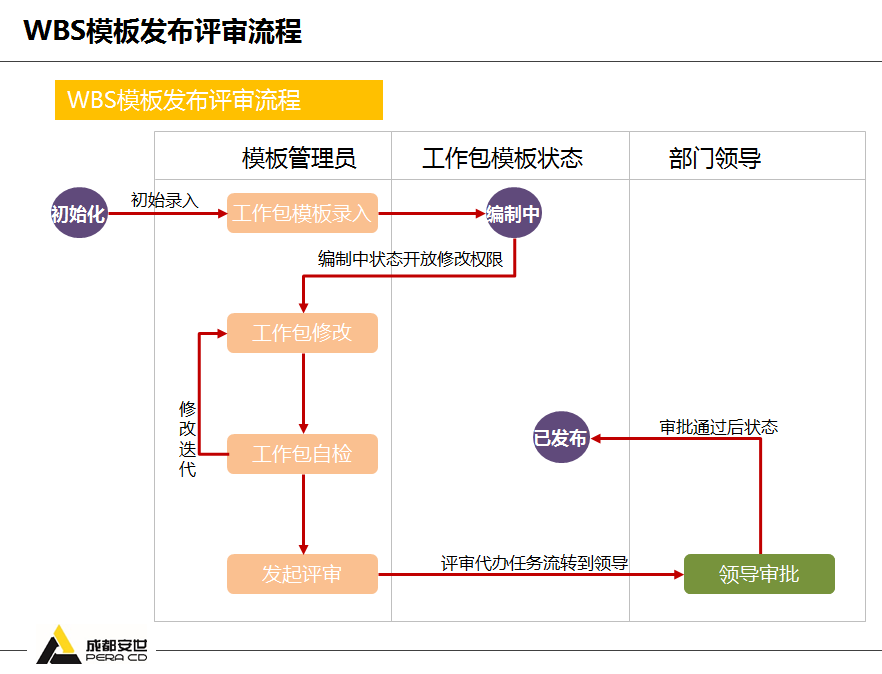 WBS模板发布评审流程
WBS模板发布评审流程
模板管理员
工作包模板状态
部门领导
初始化
初始录入
工作包模板录入
编制中
编制中状态开放修改权限
工作包修改
修改迭代
工作包自检
已发布
审批通过后状态
发起评审
评审代办任务流转到领导
领导审批
成都安世
PERA CD